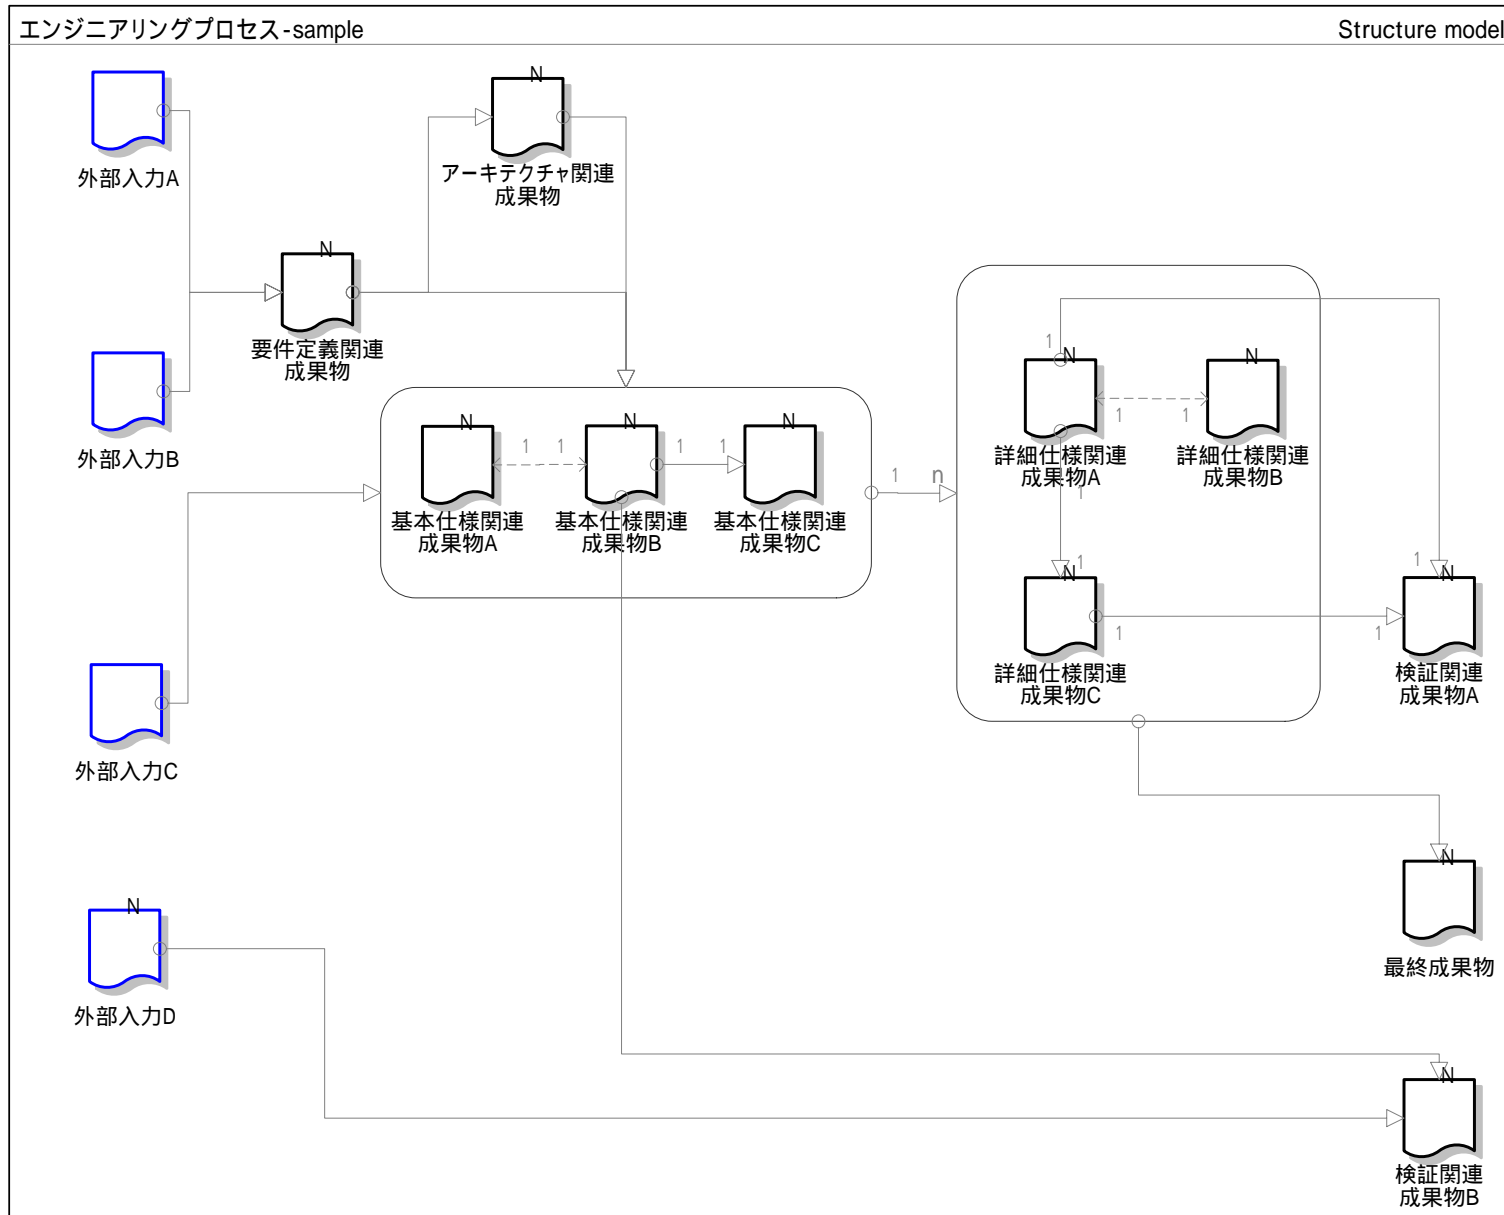 エンジニアリングプロセス-sample
Structure model
N
外部入力A
アーキテクチャ関連
成果物
N
要件定義関連
成果物
外部入力B
N
基本仕様関連
成果物A
1
1
N
基本仕様関連
成果物B
1
1
N
基本仕様関連
成果物C
1
n
1
N
詳細仕様関連
成果物A
1
1
N
詳細仕様関連
成果物B
1
1
N
詳細仕様関連
成果物C
1
1
1
N
検証関連
成果物A
外部入力C
N
外部入力D
N
最終成果物
N
検証関連
成果物B